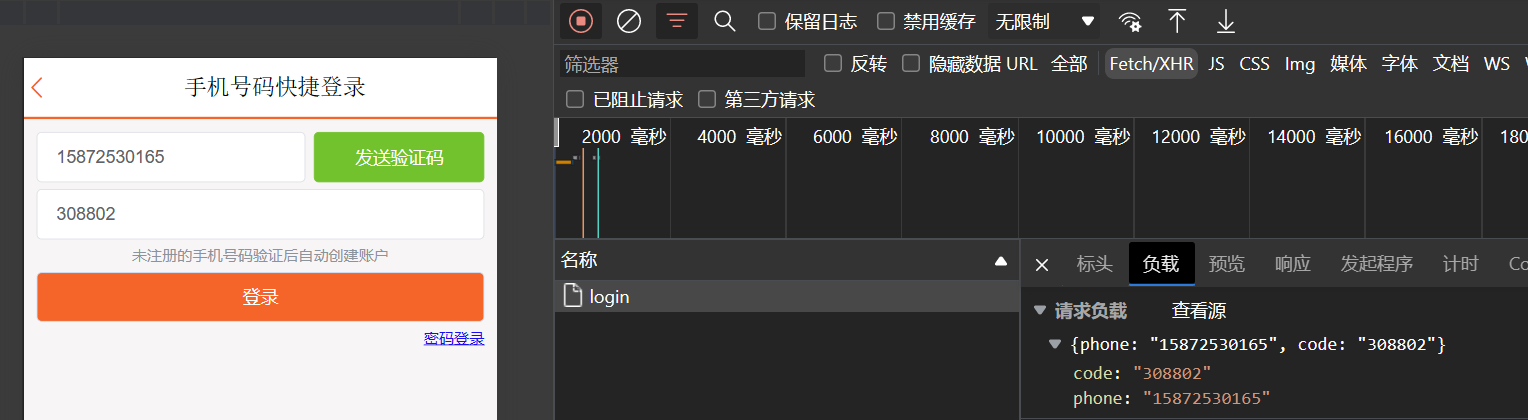 手机号码快捷登录
15872530165
发送验证码
308802
未注册的手机号码验证后自动创建账户
登录
密码登录
保留日志 禁用缓存 无限制
筛选器 反转 隐藏数据 URL 全部 Fetch/XHR JS CSS Img 媒体 字体 文档 WS
已阻止请求 第三方请求
2000 毫秒 4000 毫秒 6000 毫秒 8000 毫秒 10000 毫秒 12000 毫秒 14000 毫秒 16000 毫秒 180
名称
login
标头 负载 预览 响应 发起程序 计时 Co
请求负载 查看源
{phone: "15872530165", code: "308802"}
code: "308802"
phone: "15872530165"